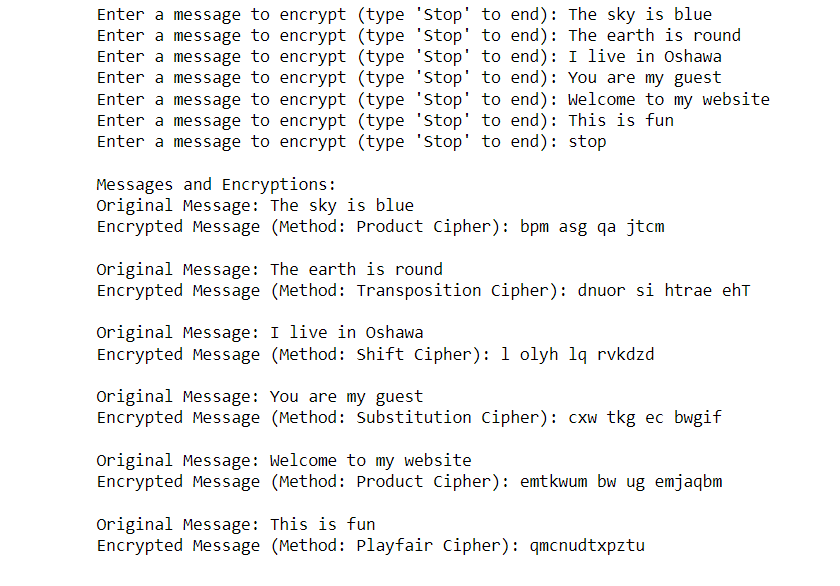 Enter a message to encrypt (type 'Stop' to end): The sky is blue
Enter a message to encrypt (type 'Stop' to end): The earth is round
Enter a message to encrypt (type 'Stop' to end): I live in Oshawa
Enter a message to encrypt (type 'Stop' to end): You are my guest
Enter a message to encrypt (type 'Stop' to end): Welcome to my website
Enter a message to encrypt (type 'Stop' to end): This is fun
Enter a message to encrypt (type 'Stop' to end): stop
Messages and Encryptions:
Original Message: The sky is blue
Encrypted Message (Method: Product Cipher): bpm asg qa jtcm
Original Message: The earth is round
Encrypted Message (Method: Transposition Cipher): dnuor si htrae ehT
Original Message: I live in Oshawa
Encrypted Message (Method: Shift Cipher): l olyh lq rvkdzd
Original Message: You are my guest
Encrypted Message (Method: Substitution Cipher): cxw tkg ec bwgif
Original Message: Welcome to my website
Encrypted Message (Method: Product Cipher): emtkwum bw ug emjaqbm
Original Message: This is fun
Encrypted Message (Method: Playfair Cipher): qmcnudtxpztu